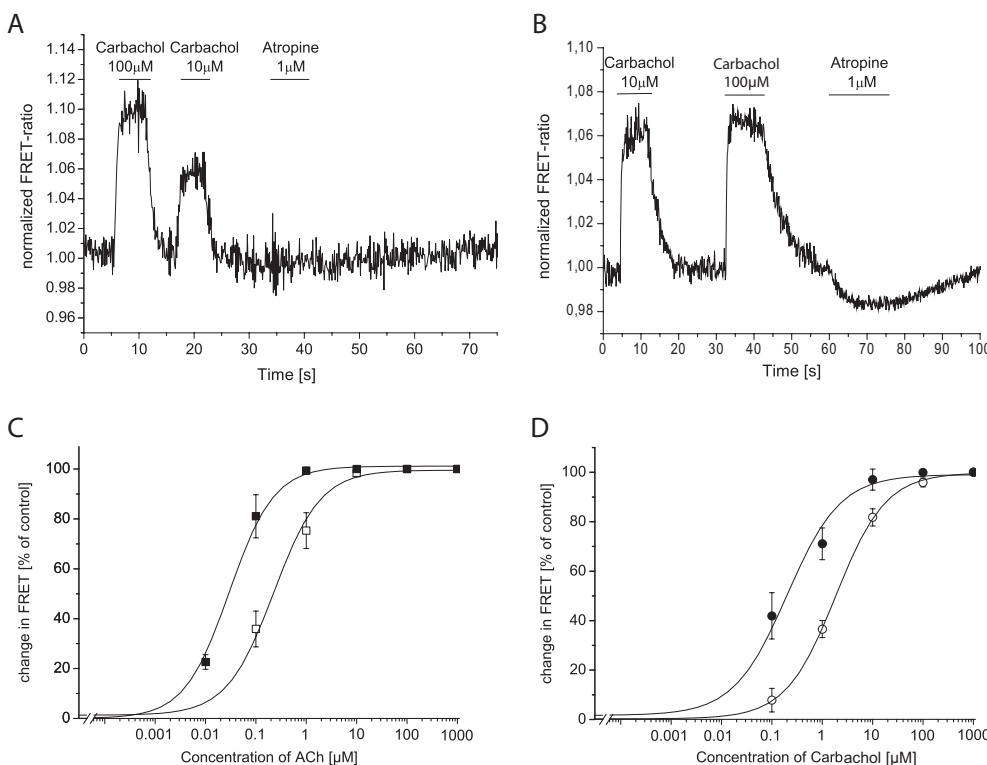 A
Carbachol Carbachol Atropine
100µM 10µM 1µM
1.14
1.12
1.10
1.08
1.06
1.04
1.02
1.00
0.98
0.96
normalized FRET-ratio
0 10 20 30 40 50 60 70
Time [s]
B
Carbachol Carbachol Atropine
10µM 100µM 1µM
1,10
1,08
1,06
1,04
1,02
1,00
0,98
0,96
normalized FRET-ratio
0 10 20 30 40 50 60 70 80 90 100
Time [s]
C
100
80
60
40
20
0
change in FRET [% of control]
0.001 0.01 0.1 1 10 100 1000
Concentration of ACh [µM]
D
100
80
60
40
20
0
change in FRET [% of control]
0.001 0.01 0.1 1 10 100 1000
Concentration of Carbachol [µM]